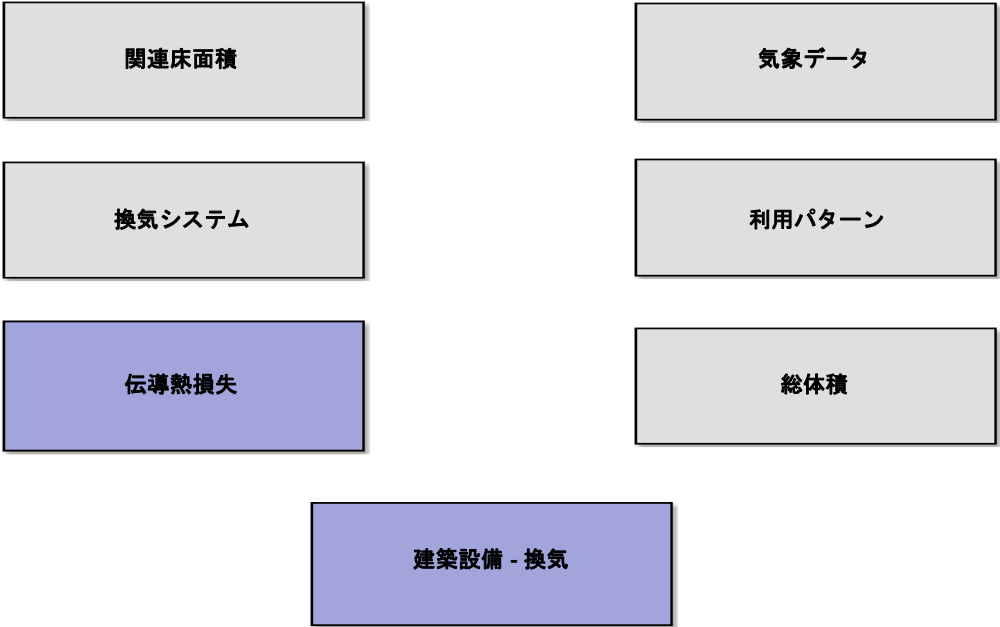 関連床面積
気象データ
換気システム
利用パターン
伝導熱損失
総体積
建築設備 - 換気